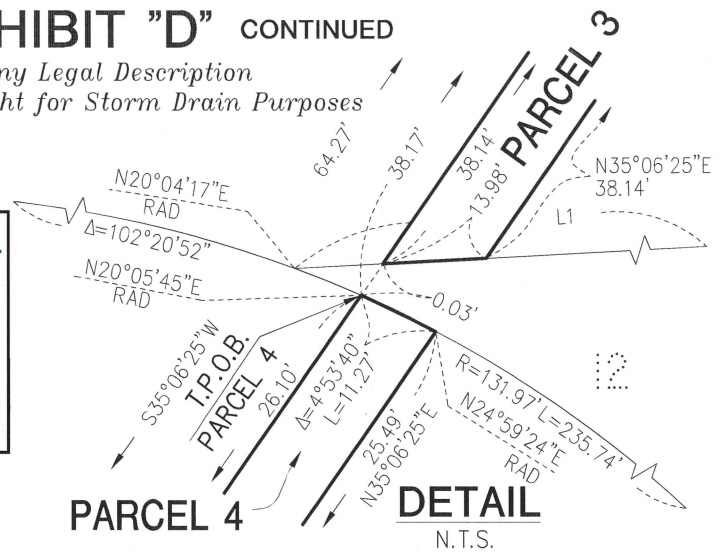 HIBIT "D" CONTINUED
ny Legal Description
ht for Storm Drain Purposes
64.27'
38.17'
38.14'
13.98'
PARCEL 3
N35°06'25"E
38.14'
L1
N20°04'17"E
RAD
Δ=102°20'52"
N20°05'45"E
RAD
0.03'
S35°06'25"W
T.P.O.B.
PARCEL 4
26.10'
Δ=4°53'40"
L=11.27'
25.49'
N35°06'25"E
R=131.97' L=235.74'
N24°59'24"E
RAD
12
PARCEL 4
DETAIL
N.T.S.